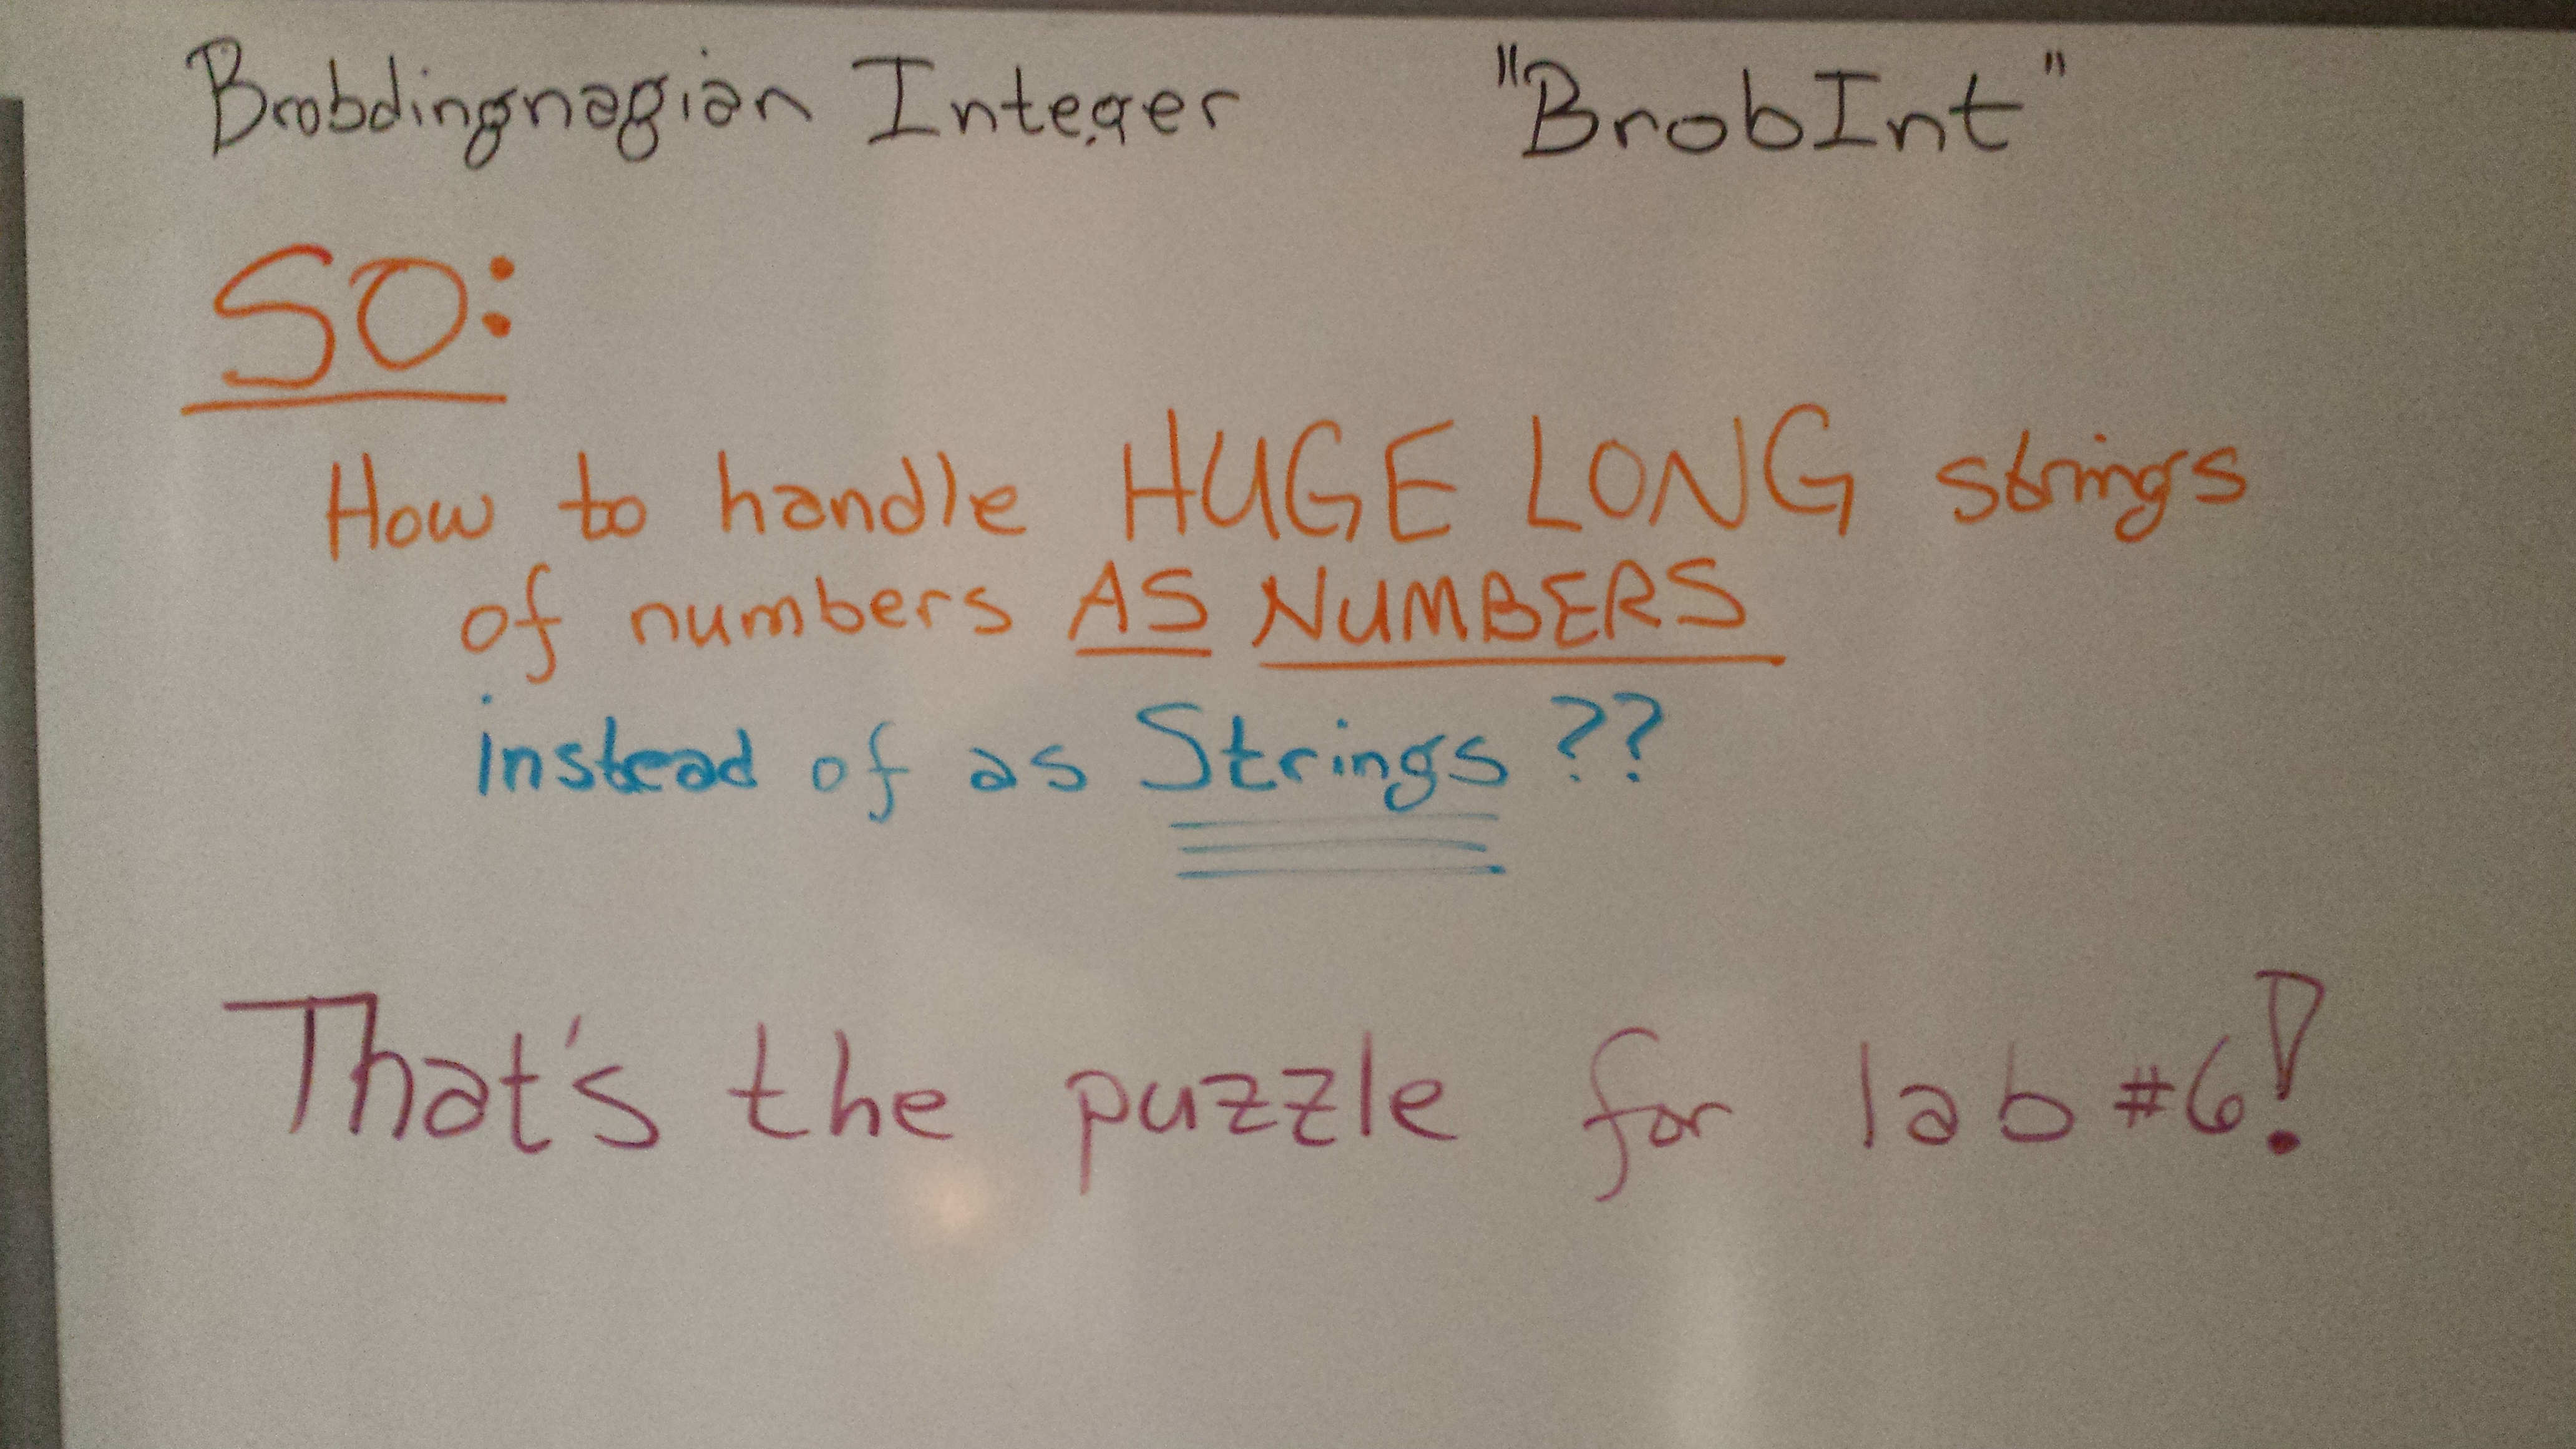 Brobdingnagian Integer "BrobInt"
SO:
How to handle HUGE LONG strings
of numbers AS NUMBERS
instead of as Strings??
That's the puzzle for lab #6!